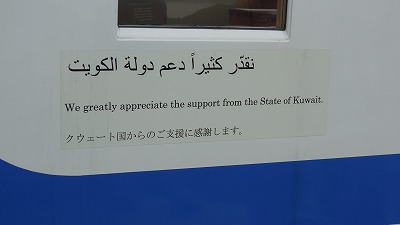 نقدّر كثيراً دعم دولة الكويت
We greatly appreciate the support from the State of Kuwait.
クウェート国からのご支援に感謝します。